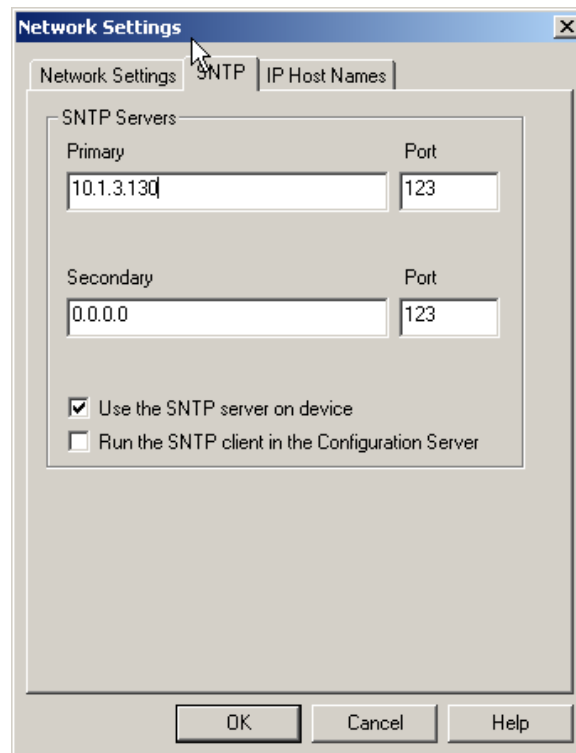 Network Settings
Network Settings SNTP IP Host Names
SNTP Servers
Primary Port
10.1.3.130 123
Secondary Port
0.0.0.0 123
Use the SNTP server on device
Run the SNTP client in the Configuration Server
OK Cancel Help